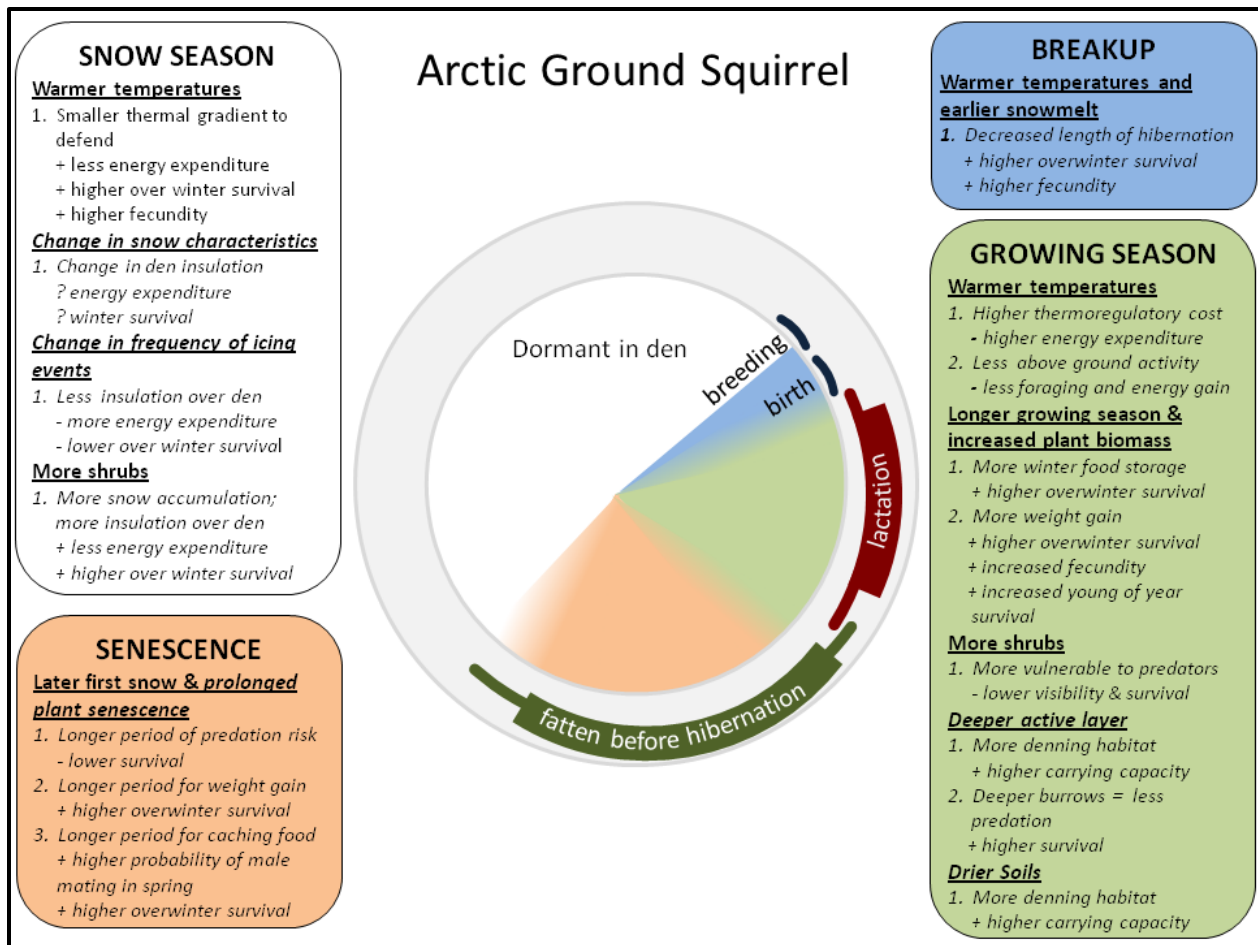 Arctic Ground Squirrel
SNOW SEASON
Warmer temperatures
1. Smaller thermal gradient to
defend
+ less energy expenditure
+ higher over winter survival
+ higher fecundity
Change in snow characteristics
1. Change in den insulation
? energy expenditure
? winter survival
Change in frequency of icing
events
1. Less insulation over den
- more energy expenditure
- lower over winter survival
More shrubs
1. More snow accumulation;
more insulation over den
+ less energy expenditure
+ higher over winter survival
SENESCENCE
Later first snow & prolonged
plant senescence
1. Longer period of predation risk
- lower survival
2. Longer period for weight gain
+ higher overwinter survival
3. Longer period for caching food
+ higher probability of male
mating in spring
+ higher overwinter survival
Dormant in den
breeding
birth
lactation
fatten before hibernation
BREAKUP
Warmer temperatures and
earlier snowmelt
1. Decreased length of hibernation
+ higher overwinter survival
+ higher fecundity
GROWING SEASON
Warmer temperatures
1. Higher thermoregulatory cost
- higher energy expenditure
2. Less above ground activity
- less foraging and energy gain
Longer growing season &
increased plant biomass
1. More winter food storage
+ higher overwinter survival
2. More weight gain
+ higher overwinter survival
+ increased fecundity
+ increased young of year
survival
More shrubs
1. More vulnerable to predators
- lower visibility & survival
Deeper active layer
1. More denning habitat
+ higher carrying capacity
2. Deeper burrows = less
predation
+ higher survival
Drier Soils
1. More denning habitat
+ higher carrying capacity